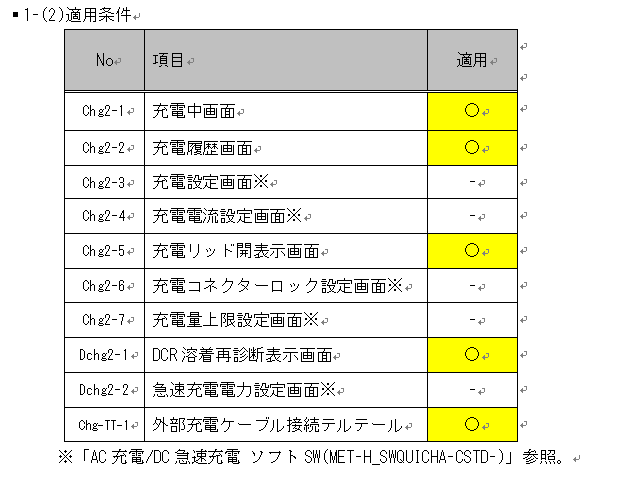 ▪1-(2)適用条件
No 項目 適用
Chg2-1 充電中画面 〇
Chg2-2 充電履歴画面 〇
Chg2-3 充電設定画面※ -
Chg2-4 充電電流設定画面※ -
Chg2-5 充電リッド開表示画面 〇
Chg2-6 充電コネクターロック設定画面※ -
Chg2-7 充電量上限設定画面※ -
Dchg2-1 DCR溶着再診断表示画面 〇
Dchg2-2 急速充電電力設定画面※ -
Chg-TT-1 外部充電ケーブル接続テルテール 〇
※「AC充電/DC急速充電 ソフトSW(MET-H_SWQUICHA-CSTD-)」参照。